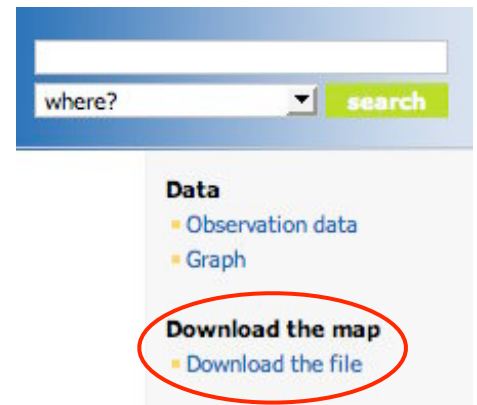 where?
search
Data
Observation data
Graph
Download the map
Download the file